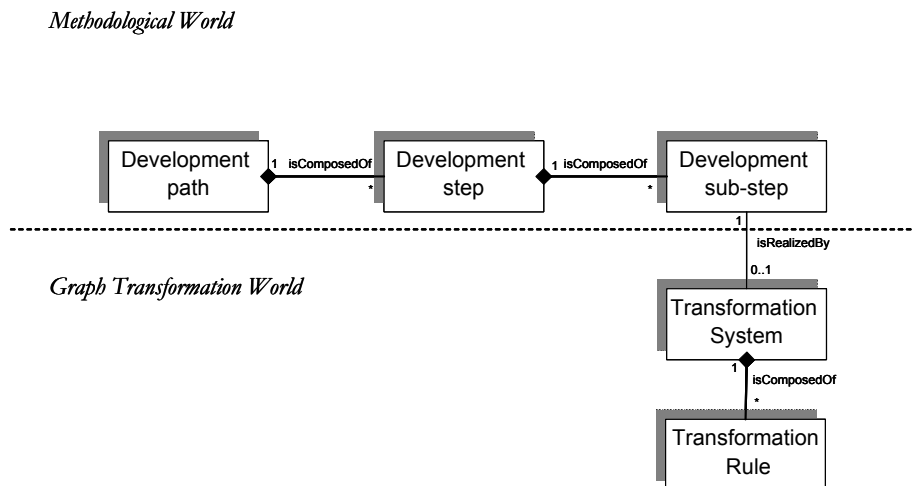 Methodological World
Development path
1 isComposedOf *
Development step
1 isComposedOf *
Development sub-step
1
isRealizedBy
0..1
Graph Transformation World
Transformation System
1
isComposedOf
*
Transformation Rule